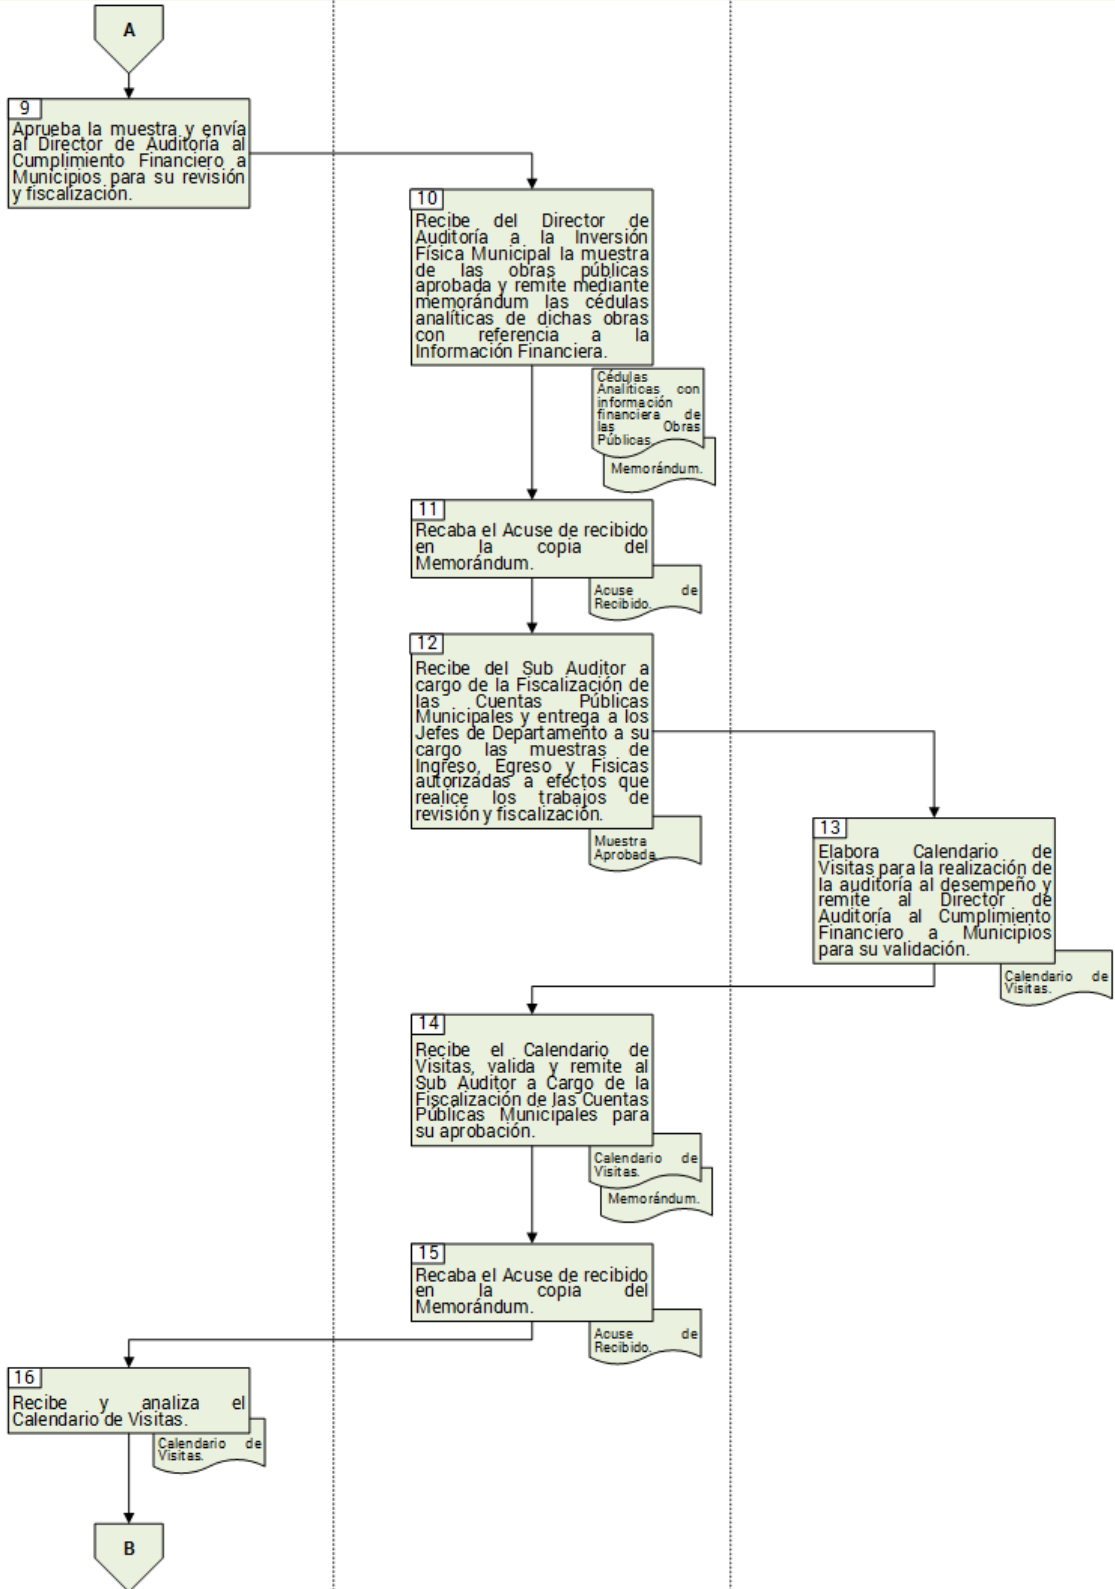 A
9
Aprueba la muestra y envía
al Director de Auditoría al
Cumplimiento Financiero a
Municipios para su revisión
y fiscalización.
10
Recibe del Director de
Auditoría a la Inversión
Física Municipal la muestra
de las obras públicas
aprobada y remite mediante
memorándum las cédulas
analíticas de dichas obras
con referencia a la
Información Financiera.
Cédulas
Analíticas con
información
financiera de
las Obras
Públicas.
Memorándum.
11
Recaba el Acuse de recibido
en la copia del
Memorándum.
Acuse de
Recibido.
12
Recibe del Sub Auditor a
cargo de la Fiscalización de
las Cuentas Públicas
Municipales y entrega a los
Jefes de Departamento a su
cargo las muestras de
Ingreso, Egreso y Fisicas
autorizadas a efectos que
realice los trabajos de
revisión y fiscalización.
Muestra
Aprobada
13
Elabora Calendario de
Visitas para la realización de
la auditoría al desempeño y
remite al Director de
Auditoría al Cumplimiento
Financiero a Municipios
para su validación.
Calendario de
Visitas.
14
Recibe el Calendario de
Visitas, valida y remite al
Sub Auditor a Cargo de la
Fiscalización de las Cuentas
Públicas Municipales para
su aprobación.
Calendario de
Visitas.
Memorándum.
15
Recaba el Acuse de recibido
en la copia del
Memorándum.
Acuse de
Recibido.
16
Recibe y analiza el
Calendario de Visitas.
Calendario de
Visitas.
B